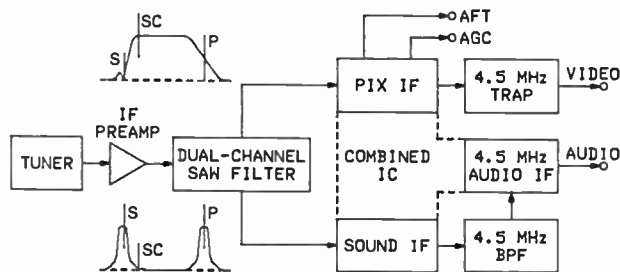 SC
S
P
AFT
AGC
IF
PREAMP
TUNER
DUAL-CHANNEL
SAW FILTER
PIX IF
4.5 MHz
TRAP
VIDEO
COMBINED
IC
4.5 MHz
AUDIO IF
AUDIO
S
SC
P
SOUND IF
4.5 MHz
BPF